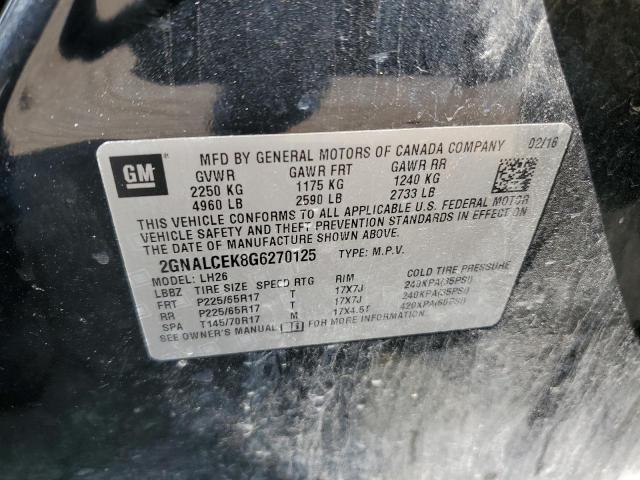 GM
MFD BY GENERAL MOTORS OF CANADA COMPANY 02/16
GVWR GAWR FRT GAWR RR
2250 KG 1175 KG 1240 KG
4960 LB 2590 LB 2733 LB
THIS VEHICLE CONFORMS TO ALL APPLICABLE U.S. FEDERAL MOTOR
VEHICLE SAFETY AND THEFT PREVENTION STANDARDS IN EFFECT ON
THE DATE OF MANUFACTURE SHOWN ABOVE.
2GNALCEK8G6270125 TYPE: M.P.V.
MODEL: LH26
LBBZ TIRE SIZE SPEED RTG RIM COLD TIRE PRESSURE
FRT P225/65R17 T 17X7J 240KPA(35PSI)
RR P225/65R17 T 17X7J 240KPA(35PSI)
SPA T145/70R17 M 17X4.5T 420KPA(60PSI)
SEE OWNER'S MANUAL FOR MORE INFORMATION.